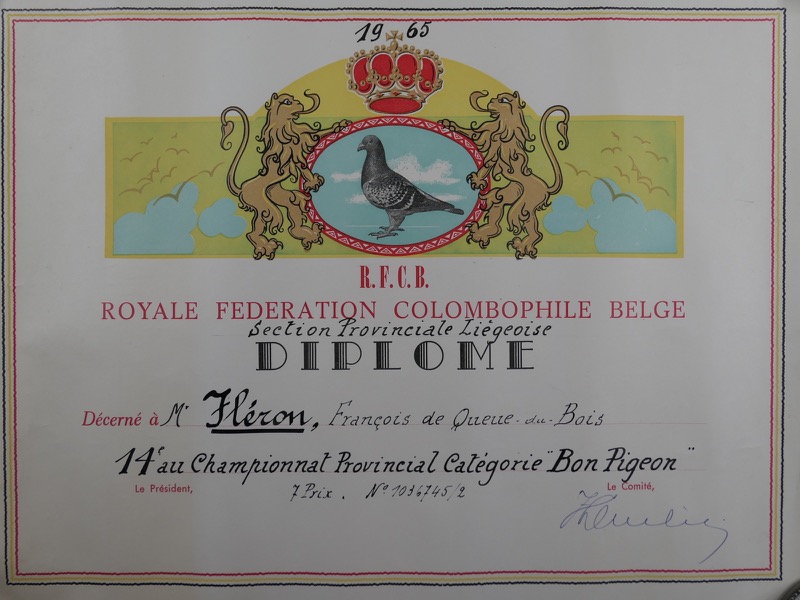 1965
R.F.C.B.
ROYALE FEDERATION COLOMBOPHILE BELGE
Section Provinciale Liégeoise
DIPLOME
Décerné à Mr Héron, François de Queue-du-Bois
14e au Championnat Provincial Catégorie "Bon Pigeon"
Le Président, Le Comité,
7 Prix. No 1036745/2